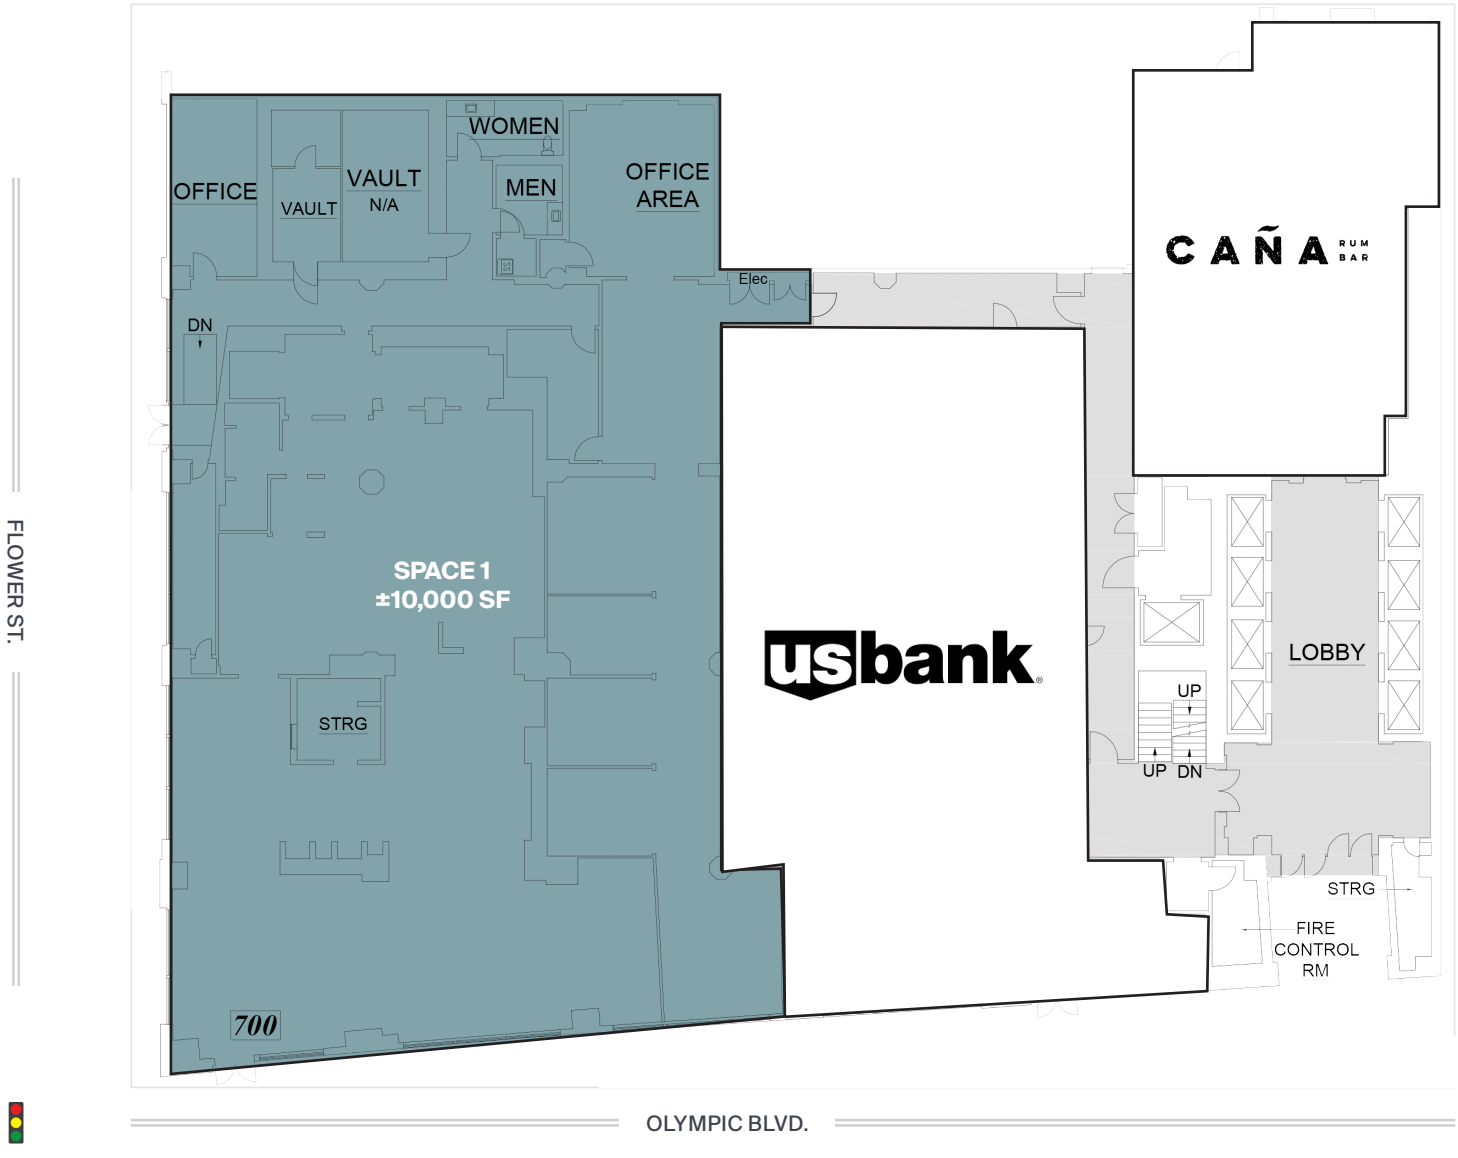 WOMEN
OFFICE
AREA
VAULT
N/A
MEN
OFFICE
VAULT
CAÑA RUM
BAR
Elec
DN
SPACE 1
±10,000 SF
FLOWER ST.
usbank®
LOBBY
UP
STRG
UP
DN
STRG
FIRE
CONTROL
RM
700
OLYMPIC BLVD.